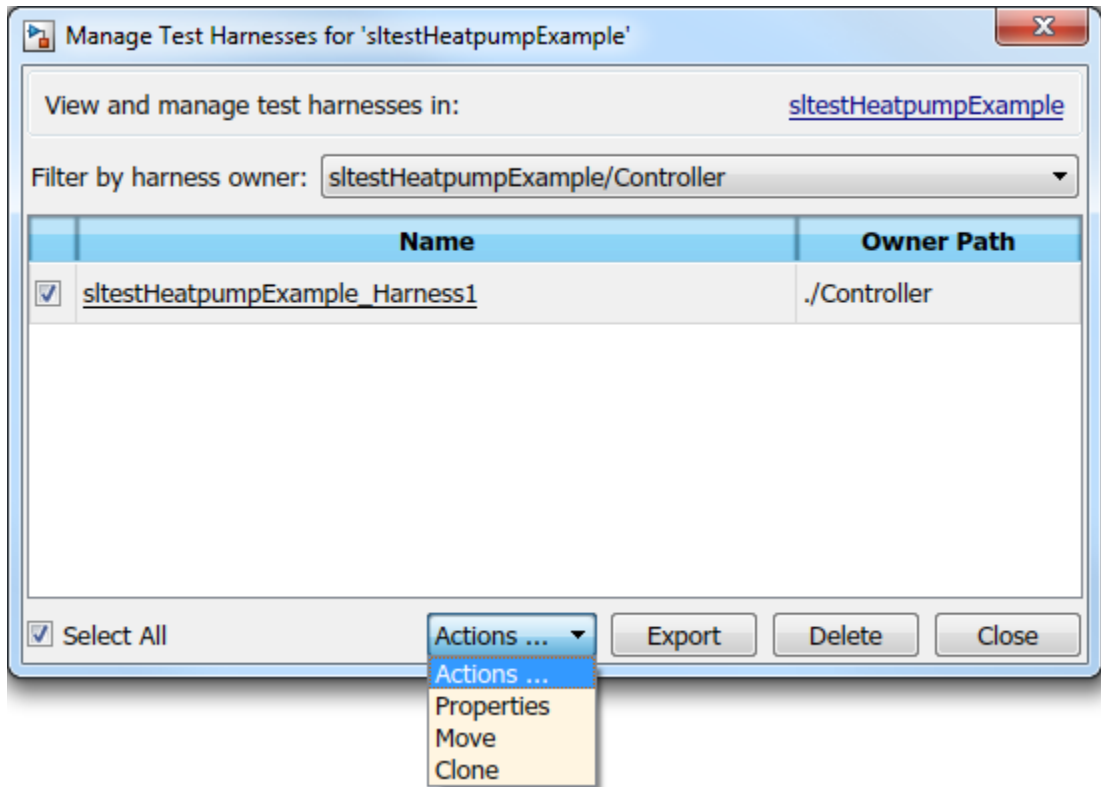 Manage Test Harnesses for 'sltestHeatpumpExample'
View and manage test harnesses in: sltestHeatpumpExample
Filter by harness owner: sltestHeatpumpExample/Controller
Name Owner Path
sltestHeatpumpExample_Harness1 ./Controller
Select All Actions ... Export Delete Close
Actions ...
Properties
Move
Clone